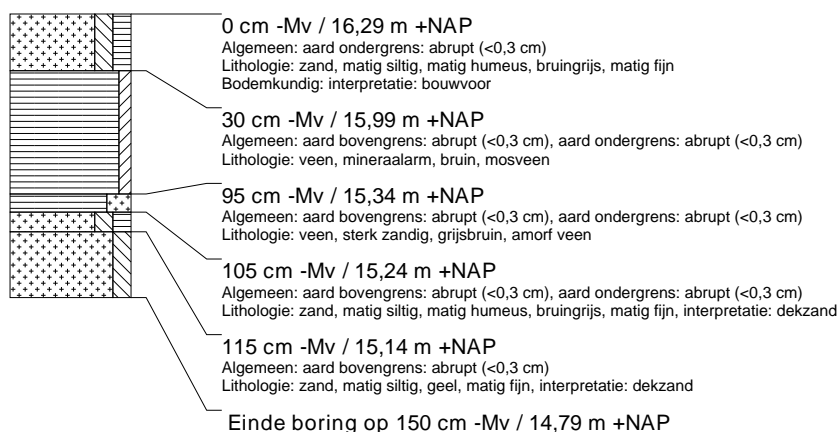 0 cm -Mv / 16,29 m +NAP
Algemeen: aard ondergrens: abrupt (<0,3 cm)
Lithologie: zand, matig siltig, matig humeus, bruingrijs, matig fijn
Bodemkundig: interpretatie: bouwvoor
30 cm -Mv / 15,99 m +NAP
Algemeen: aard bovengrens: abrupt (<0,3 cm), aard ondergrens: abrupt (<0,3 cm)
Lithologie: veen, mineraalarm, bruin, mosveen
95 cm -Mv / 15,34 m +NAP
Algemeen: aard bovengrens: abrupt (<0,3 cm), aard ondergrens: abrupt (<0,3 cm)
Lithologie: veen, sterk zandig, grijsbruin, amorf veen
105 cm -Mv / 15,24 m +NAP
Algemeen: aard bovengrens: abrupt (<0,3 cm), aard ondergrens: abrupt (<0,3 cm)
Lithologie: zand, matig siltig, matig humeus, bruingrijs, matig fijn, interpretatie: dekzand
115 cm -Mv / 15,14 m +NAP
Algemeen: aard bovengrens: abrupt (<0,3 cm)
Lithologie: zand, matig siltig, geel, matig fijn, interpretatie: dekzand
Einde boring op 150 cm -Mv / 14,79 m +NAP